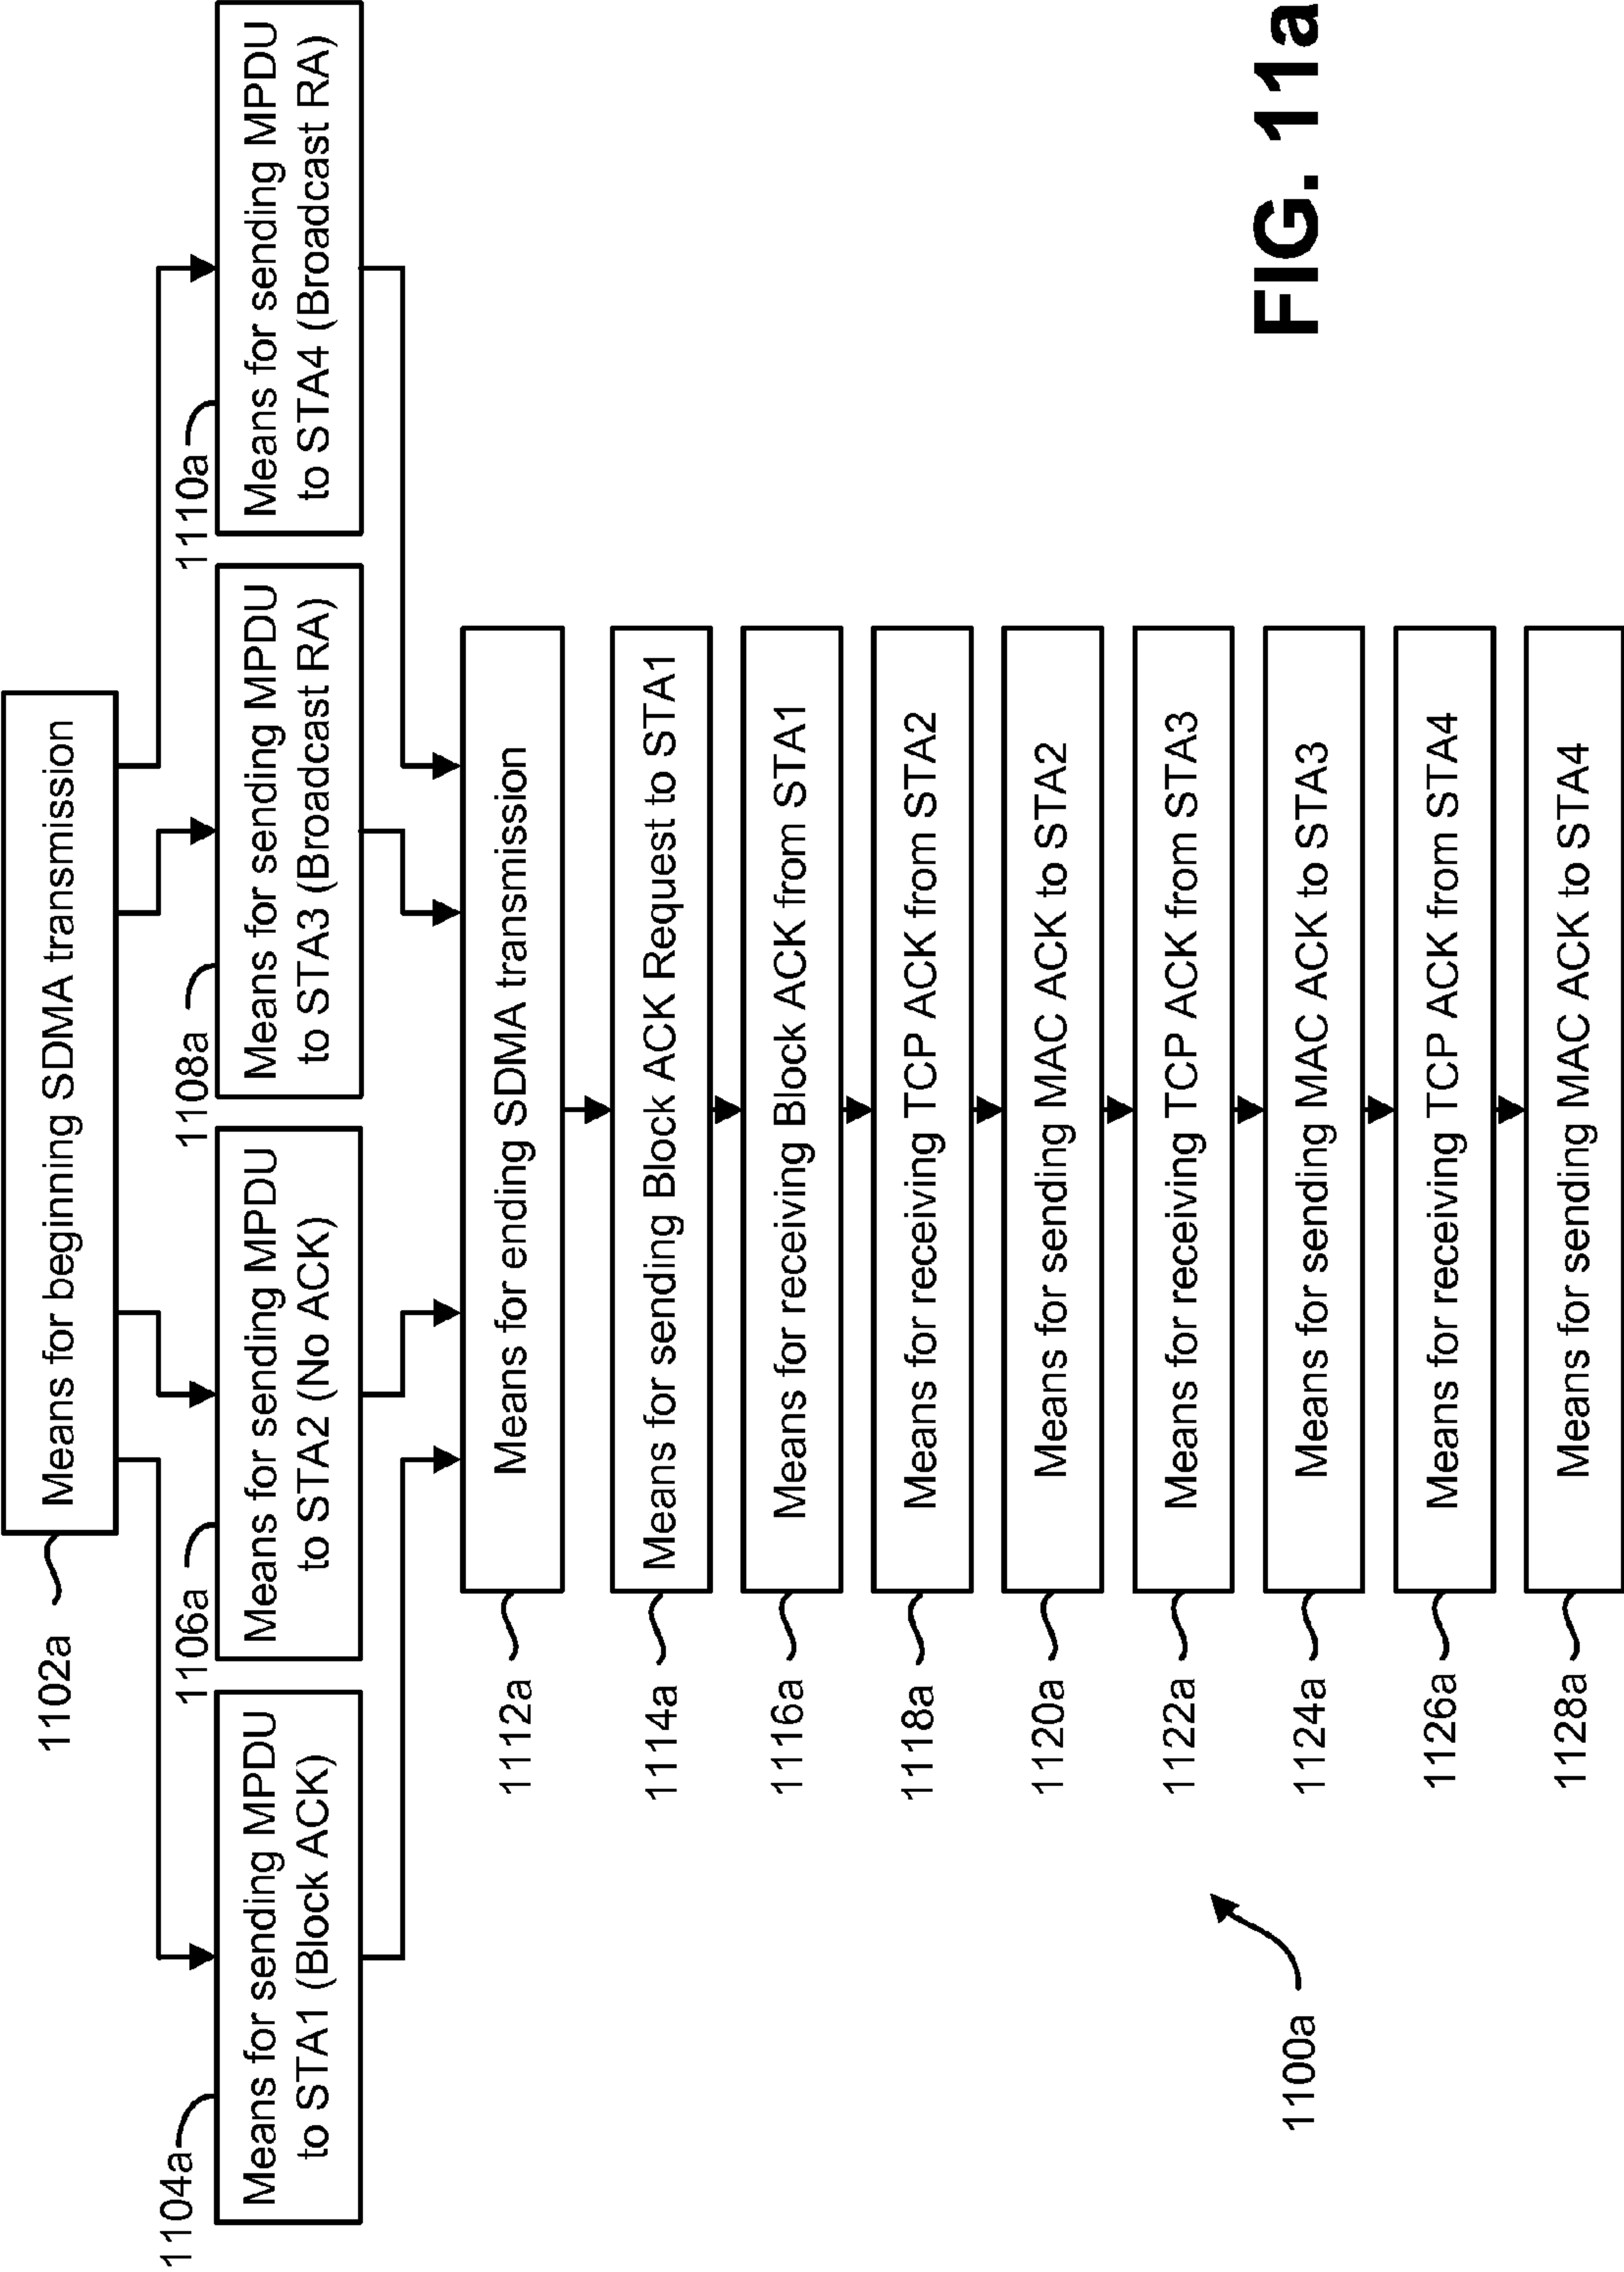 1102a
Means for beginning SDMA transmission
1104a
Means for sending MPDU
to STA1 (Block ACK)
1106a
Means for sending MPDU
to STA2 (No ACK)
1108a
Means for sending MPDU
to STA3 (Broadcast RA)
1110a
Means for sending MPDU
to STA4 (Broadcast RA)
1112a
Means for ending SDMA transmission
1114a
Means for sending Block ACK Request to STA1
1116a
Means for receiving Block ACK from STA1
1118a
Means for receiving TCP ACK from STA2
1120a
Means for sending MAC ACK to STA2
1122a
Means for receiving TCP ACK from STA3
1124a
Means for sending MAC ACK to STA3
1126a
Means for receiving TCP ACK from STA4
1128a
Means for sending MAC ACK to STA4
1100a
FIG. 11a